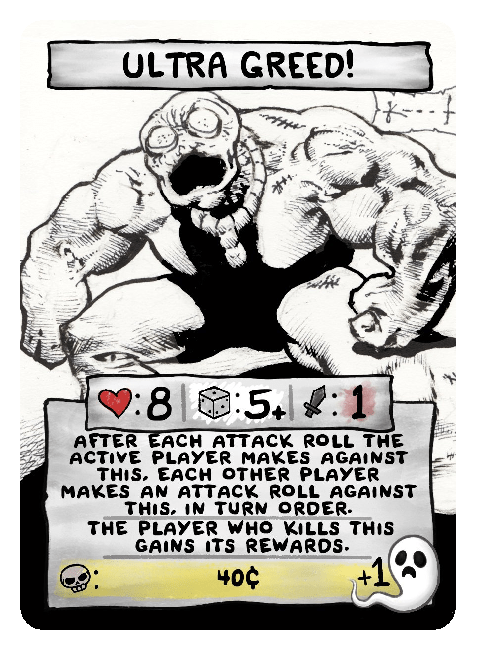 ULTRA GREED!
:8 :5+ :1
AFTER EACH ATTACK ROLL THE
ACTIVE PLAYER MAKES AGAINST
THIS, EACH OTHER PLAYER
MAKES AN ATTACK ROLL AGAINST
THIS, IN TURN ORDER.
THE PLAYER WHO KILLS THIS
GAINS ITS REWARDS.
: 40¢ +1